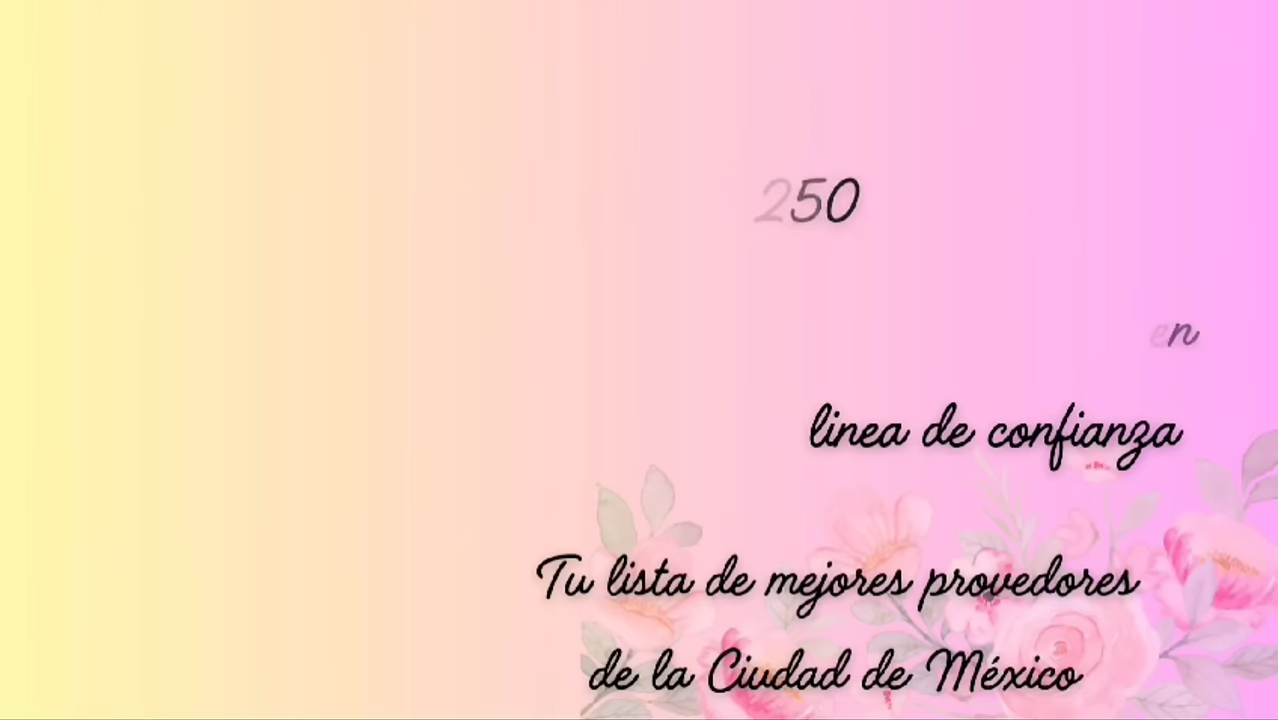 250
en
linea de confianza
Tu lista de mejores provedores
de la Ciudad de México